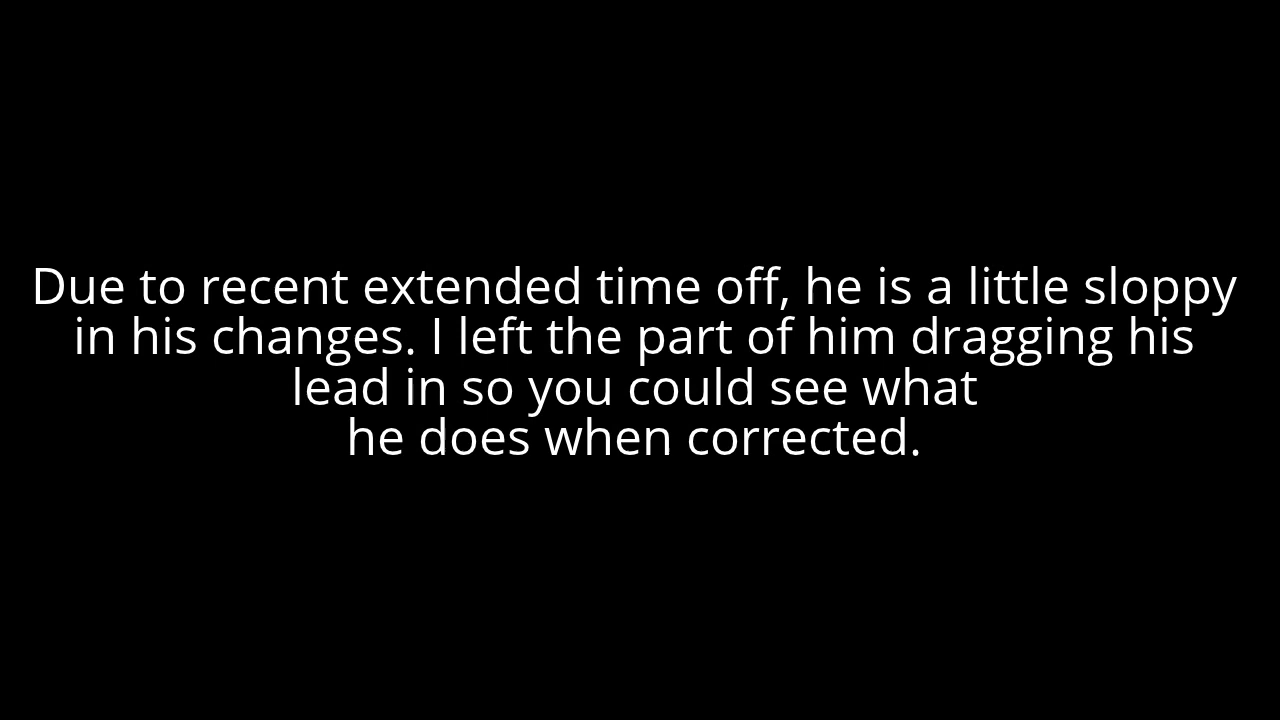 Due to recent extended time off, he is a little sloppy
in his changes. I left the part of him dragging his
lead in so you could see what
he does when corrected.